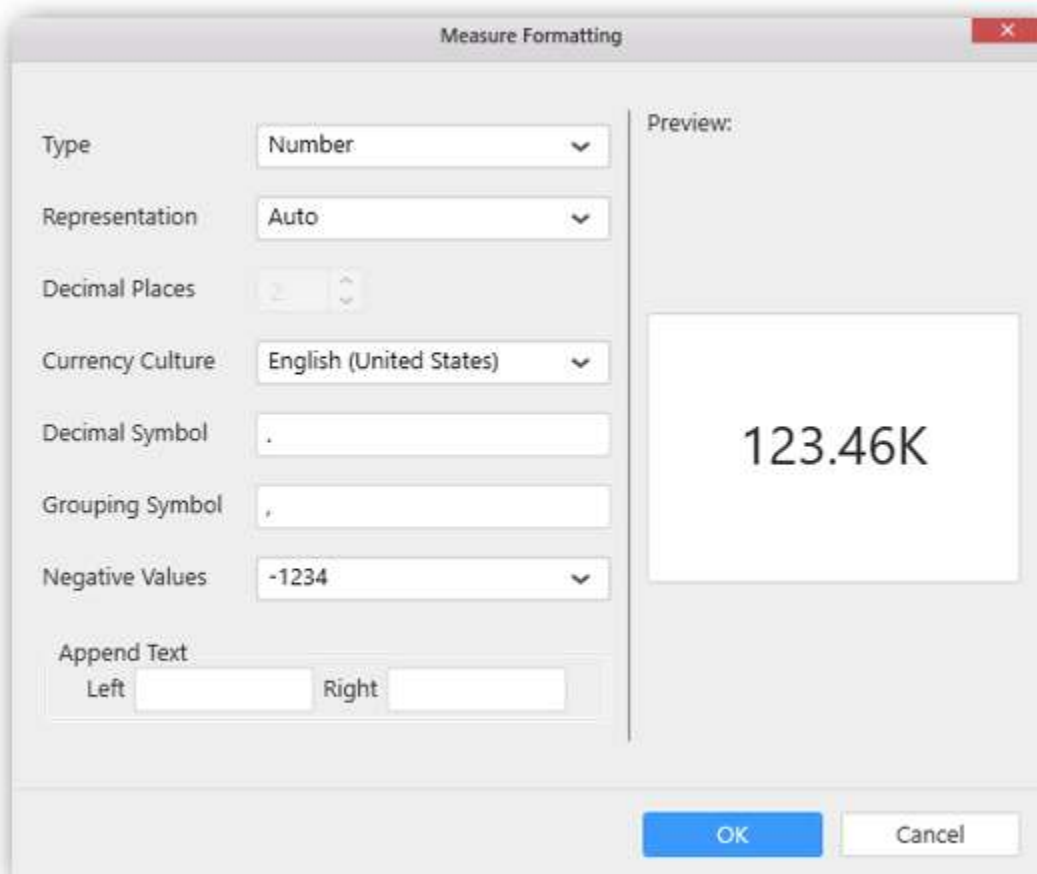 Measure Formatting
Type
Number
Preview:
Representation
Auto
Decimal Places
2
Currency Culture
English (United States)
Decimal Symbol
.
123.46K
Grouping Symbol
,
Negative Values
-1234
Append Text
Left
Right
OK
Cancel